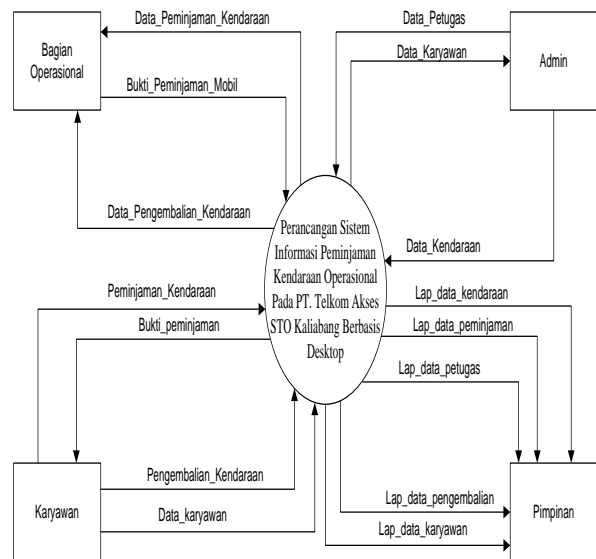 Data_Peminjaman_Kendaraan
Data_Petugas
Bagian
Operasional
Data_Karyawan
Admin
Bukti_Peminjaman_Mobil
Data_Pengembalian_Kendaraan
Perancangan Sistem
Informasi Peminjaman
Kendaraan Operasional
Pada PT. Telkom Akses
STO Kaliabang Berbasis
Desktop
Data_Kendaraan
Peminjaman_Kendaraan
Lap_data_kendaraan
Bukti_peminjaman
Lap_data_peminjaman
Lap_data_petugas
Karyawan
Pengembalian_Kendaraan
Data_karyawan
Lap_data_pengembalian
Lap_data_karyawan
Pimpinan